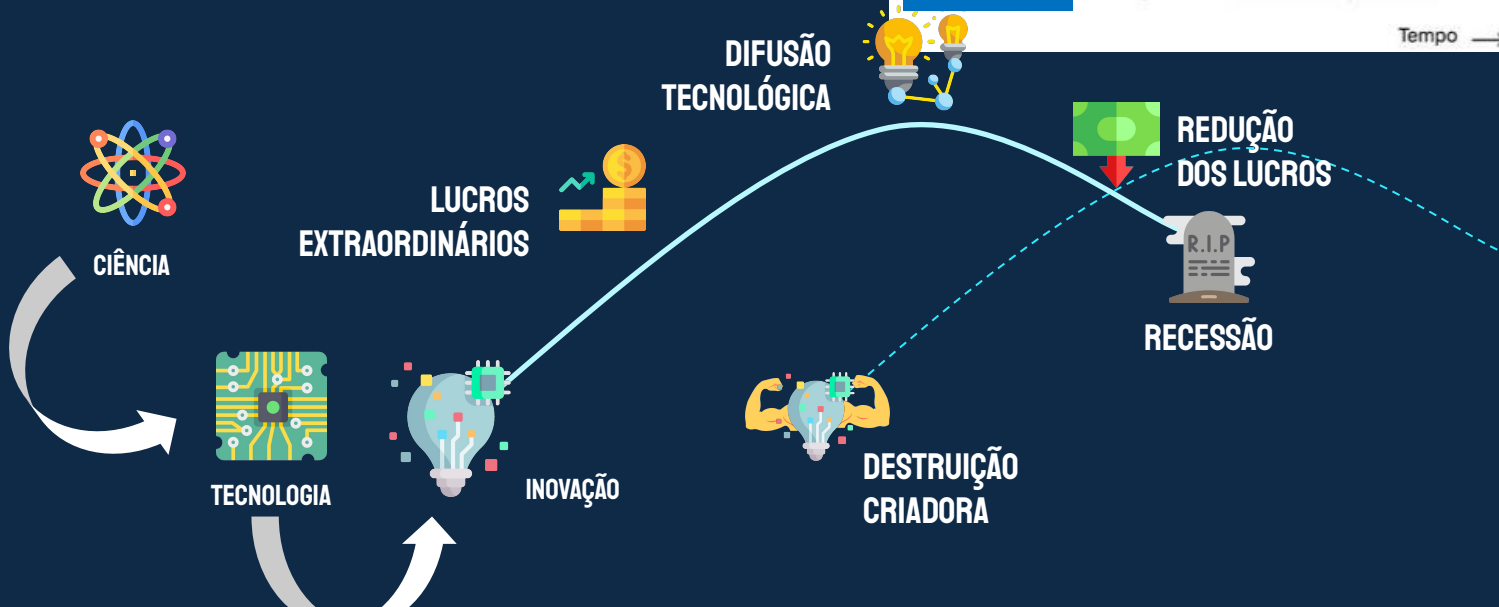 Tempo
DIFUSÃO
TECNOLÓGICA
REDUÇÃO
DOS LUCROS
LUCROS
EXTRAORDINÁRIOS
CIÊNCIA
R.I.P
RECESSÃO
DESTRUIÇÃO
CRIADORA
TECNOLOGIA
INOVAÇÃO